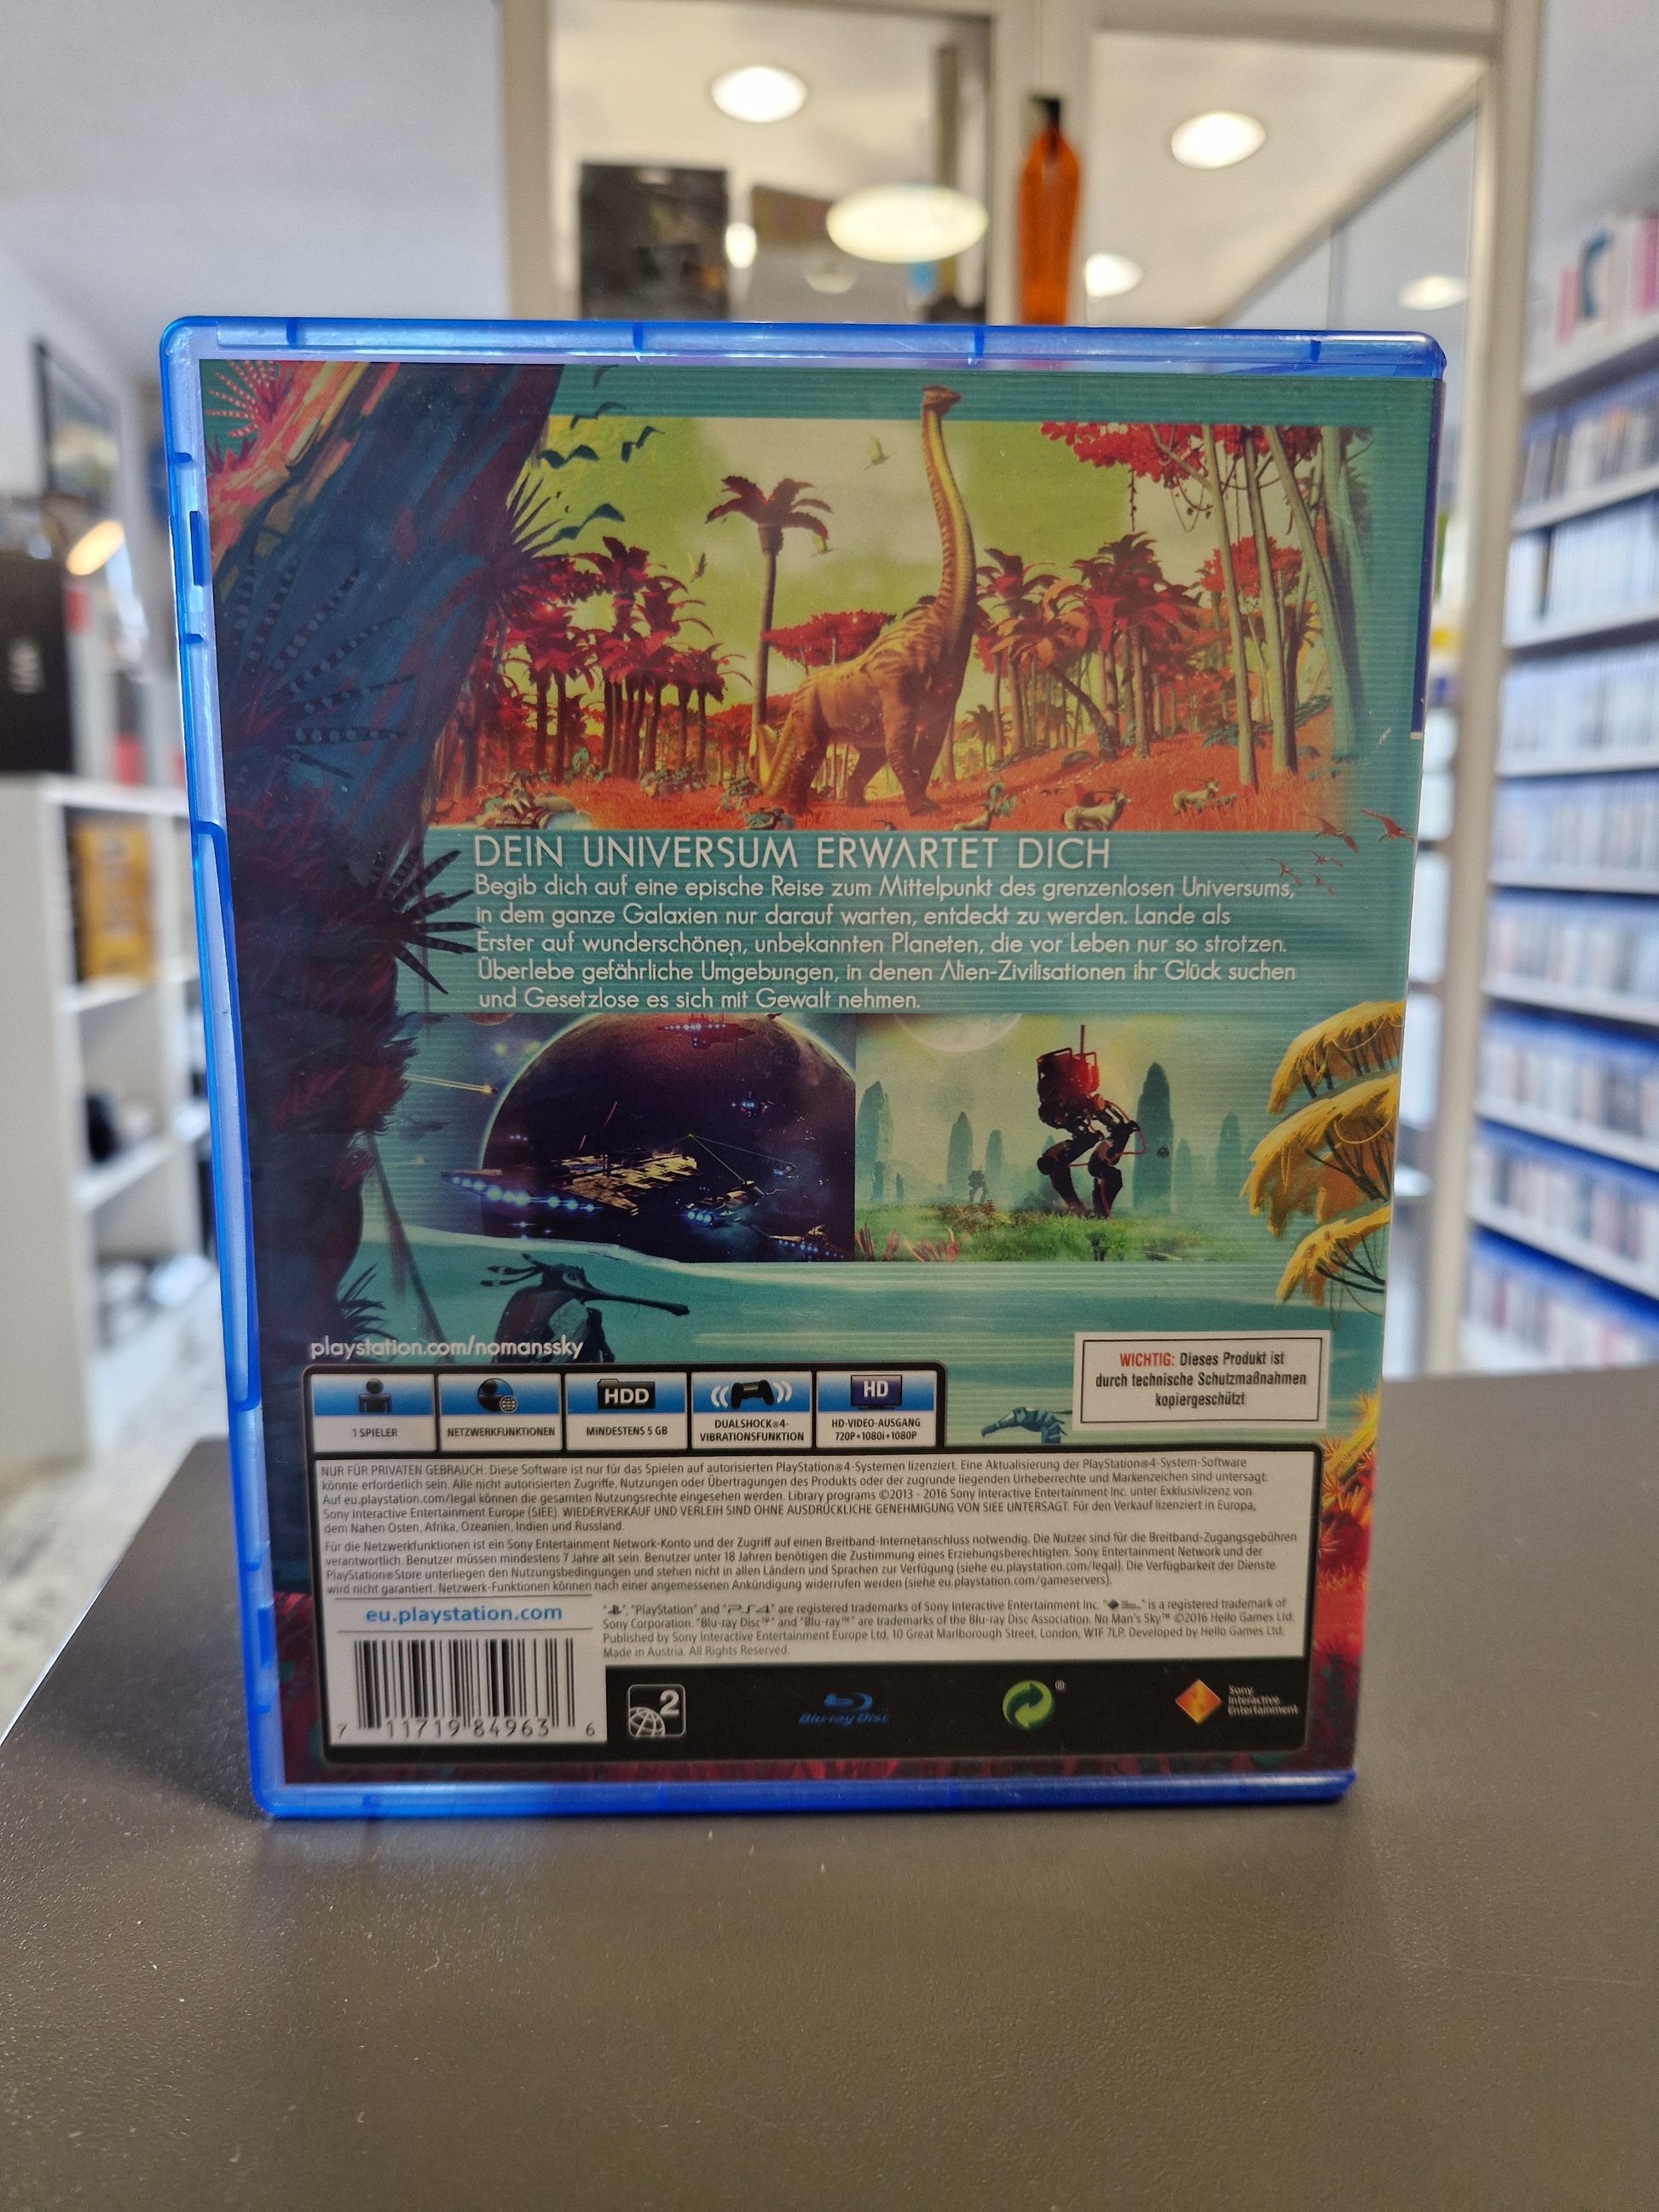 DEIN UNIVERSUM ERWARTET DICH
Begib dich auf eine epische Reise zum Mittelpunkt des grenzenlosen Universums,
in dem ganze Galaxien nur darauf warten, entdeckt zu werden. Lande als
Erster auf wunderschönen, unbekannten Planeten, die vor Leben nur so strotzen.
Überlebe gefährliche Umgebungen, in denen Alien-Zivilisationen ihr Glück suchen
und Gesetzlose es sich mit Gewalt nehmen.
playstation.com/nomanssky
WICHTIG: Dieses Produkt ist
durch technische Schutzmaßnahmen
kopiergeschützt
1 SPIELER
NETZWERKFUNKTIONEN
HDD
MINDESTENS 5 GB
DUALSHOCK®4-
VIBRATIONSFUNKTION
HD
HD-VIDEO-AUSGANG
720P•1080i•1080P
NUR FÜR PRIVATEN GEBRAUCH: Diese Software ist nur für das Spielen auf autorisierten PlayStation®4-Systemen lizenziert. Eine Aktualisierung der PlayStation®4-System-Software
könnte erforderlich sein. Alle nicht autorisierten Zugriffe, Nutzungen oder Übertragungen des Produkts oder der zugrunde liegenden Urheberrechte und Markenzeichen sind untersagt.
Auf eu.playstation.com/legal können die gesamten Nutzungsrechte eingesehen werden. Library programs ©2013 - 2016 Sony Interactive Entertainment Inc. unter Exklusivlizenz von
Sony Interactive Entertainment Europe (SIEE). WIEDERVERKAUF UND VERLEIH SIND OHNE AUSDRÜCKLICHE GENEHMIGUNG VON SIEE UNTERSAGT. Für den Verkauf lizenziert in Europa,
dem Nahen Osten, Afrika, Ozeanien, Indien und Russland.
Für die Netzwerkfunktionen ist ein Sony Entertainment Network-Konto und der Zugriff auf einen Breitband-Internetanschluss notwendig. Die Nutzer sind für die Breitband-Zugangsgebühren
verantwortlich. Benutzer müssen mindestens 7 Jahre alt sein. Benutzer unter 18 Jahren benötigen die Zustimmung eines Erziehungsberechtigten. Sony Entertainment Network und der
PlayStation®Store unterliegen den Nutzungsbedingungen und stehen nicht in allen Ländern und Sprachen zur Verfügung (siehe eu.playstation.com/legal). Die Verfügbarkeit der Dienste
wird nicht garantiert. Netzwerk-Funktionen können nach einer angemessenen Ankündigung widerrufen werden (siehe eu.playstation.com/gameservers).
eu.playstation.com
"", "PlayStation" and "PS4" are registered trademarks of Sony Interactive Entertainment Inc. "" is a registered trademark of
Sony Corporation. "Blu-ray Disc™" and "Blu-ray™" are trademarks of the Blu-ray Disc Association. No Man's Sky™ ©2016 Hello Games Ltd.
Published by Sony Interactive Entertainment Europe Ltd, 10 Great Marlborough Street, London, W1F 7LP. Developed by Hello Games Ltd.
Made in Austria. All Rights Reserved.
7 11719 84963 6
2
Blu-ray Disc
®
Sony
Interactive
Entertainment